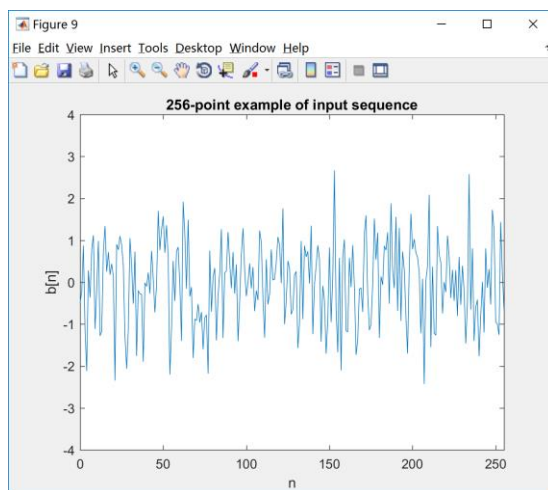 Figure 9
File Edit View Insert Tools Desktop Window Help
256-point example of input sequence
4
3
2
1
0
-1
-2
-3
-4
b[n]
0 50 100 150 200 250
n